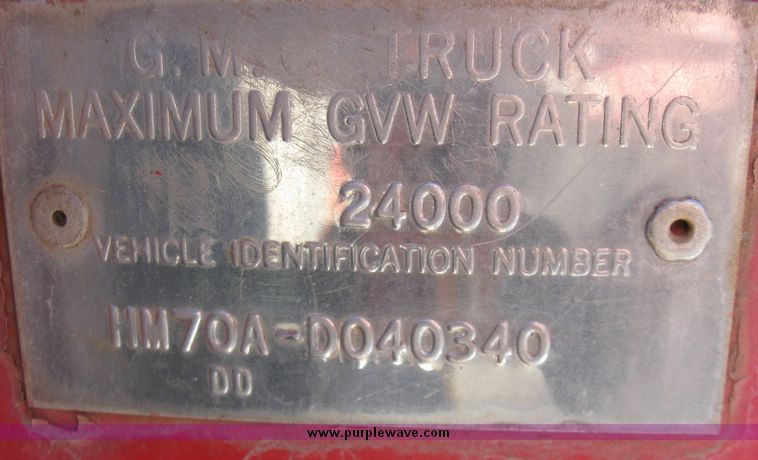 G.M.C. TRUCK
MAXIMUM GVW RATING
24000
VEHICLE IDENTIFICATION NUMBER
HM70A-D040340
DD
www.purplewave.com